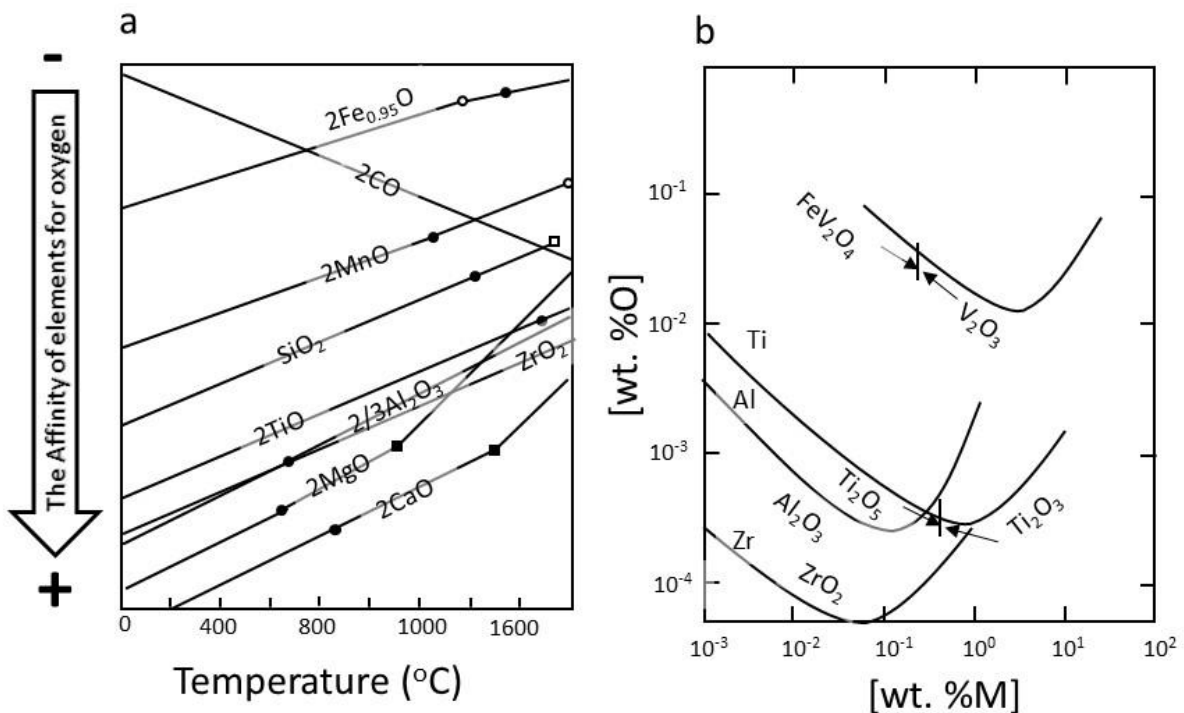 a
-
The Affinity of elements for oxygen
+
2Fe₀.₉₅O
2CO
2MnO
SiO₂
2TiO
2/3Al₂O₃
ZrO₂
2MgO
2CaO
0 400 800 1000 1600
Temperature (°C)
b
10⁻¹
10⁻²
10⁻³
10⁻⁴
[wt. %O]
FeV₂O₄
V₂O₃
Ti
Al
Ti₂O₅
Al₂O₃
Ti₂O₃
Zr
ZrO₂
10⁻³ 10⁻² 10⁻¹ 10⁰ 10¹ 10²
[wt. %M]